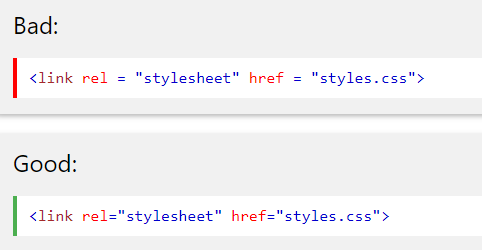 Bad:
<link rel = "stylesheet" href = "styles.css">
Good:
<link rel="stylesheet" href="styles.css">